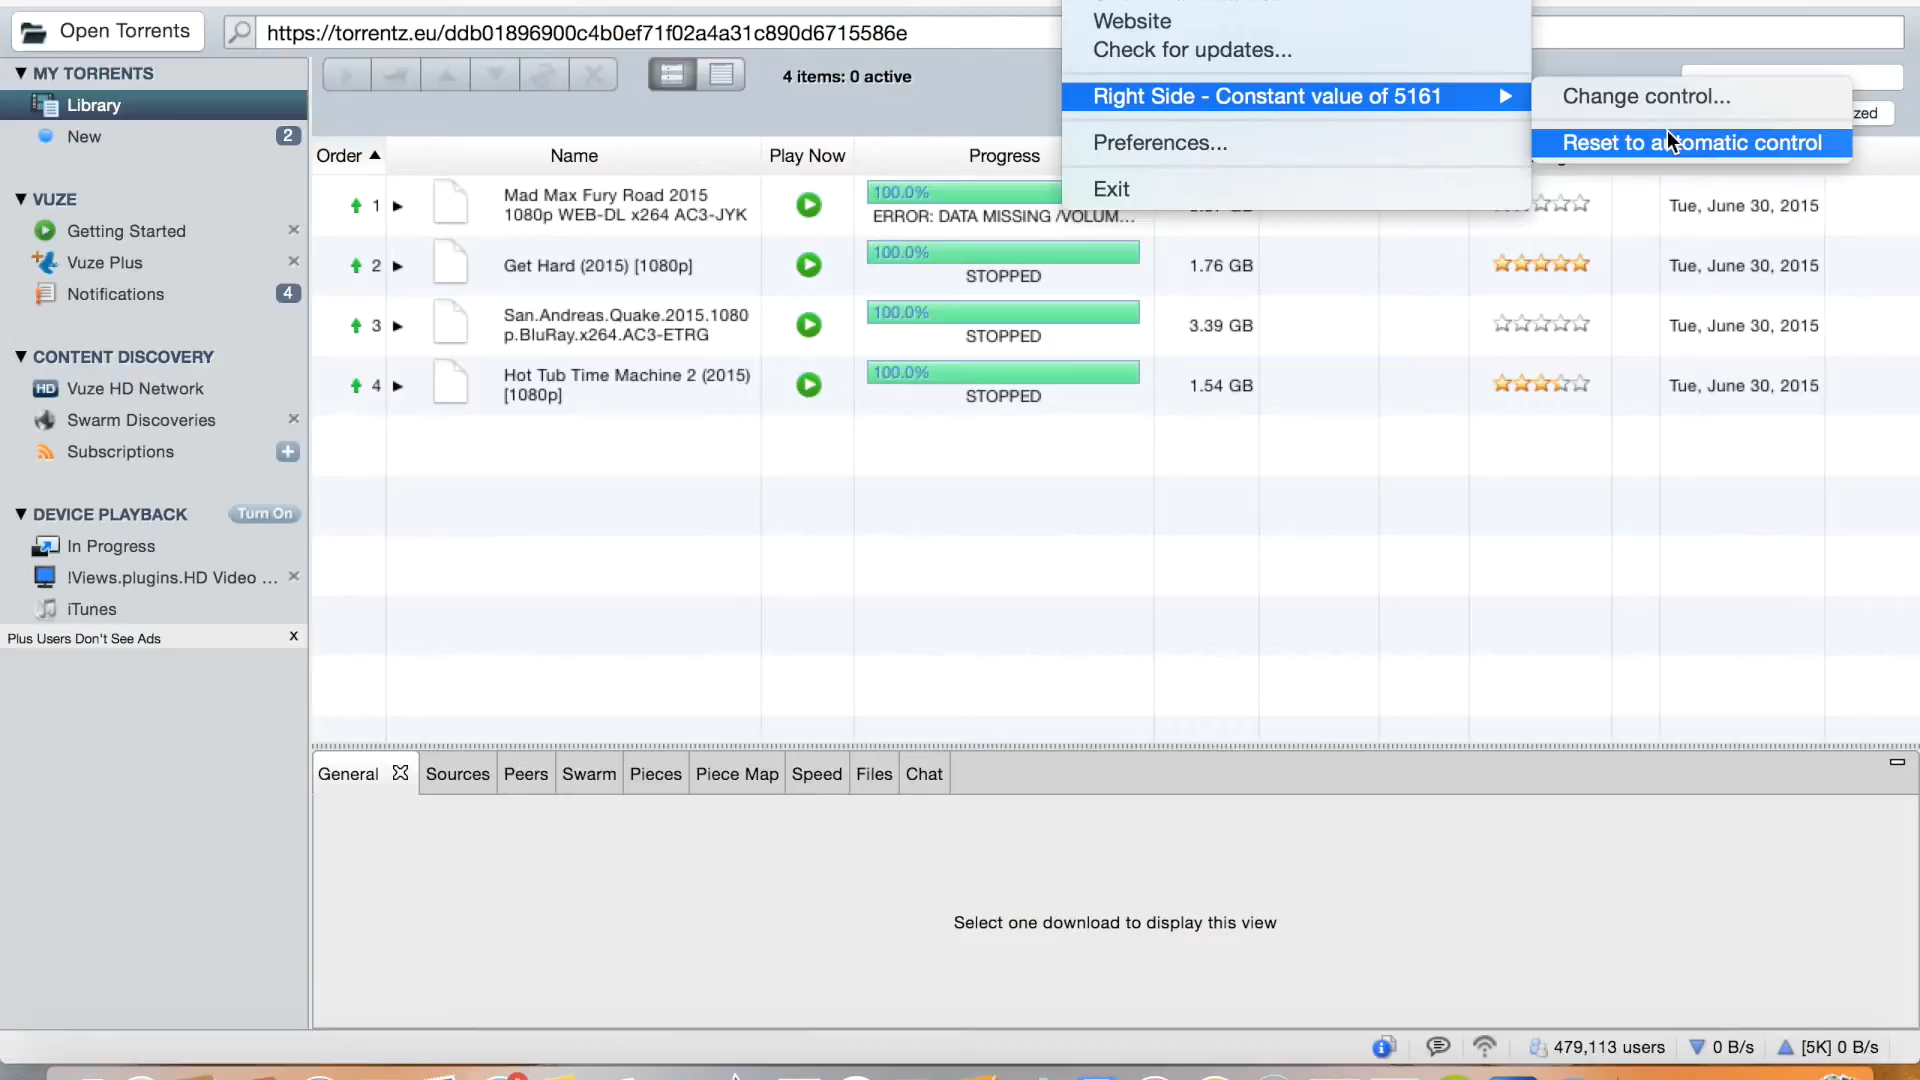 Open Torrents
https://torrentz.eu/ddb01896900c4b0ef71f02a4a31c890d6715586e
Website
Check for updates...
MY TORRENTS
4 items: 0 active
Right Side - Constant value of 5161
Change control...
Library
zed
New
2
Preferences...
Reset to automatic control
Order
Name
Play Now
Progress
Exit
VUZE
1
Mad Max Fury Road 2015
1080p WEB-DL x264 AC3-JYK
100.0%
ERROR: DATA MISSING /VOLUM...
Tue, June 30, 2015
Getting Started
Vuze Plus
2
Get Hard (2015) [1080p]
100.0%
STOPPED
1.76 GB
Tue, June 30, 2015
Notifications
4
3
San.Andreas.Quake.2015.1080
p.BluRay.x264.AC3-ETRG
100.0%
STOPPED
3.39 GB
Tue, June 30, 2015
CONTENT DISCOVERY
HD
Vuze HD Network
4
Hot Tub Time Machine 2 (2015)
[1080p]
100.0%
STOPPED
1.54 GB
Tue, June 30, 2015
Swarm Discoveries
Subscriptions
DEVICE PLAYBACK
Turn On
In Progress
!Views.plugins.HD Video ...
iTunes
Plus Users Don't See Ads
x
General
Sources
Peers
Swarm
Pieces
Piece Map
Speed
Files
Chat
Select one download to display this view
479,113 users
0 B/s
[5K] 0 B/s